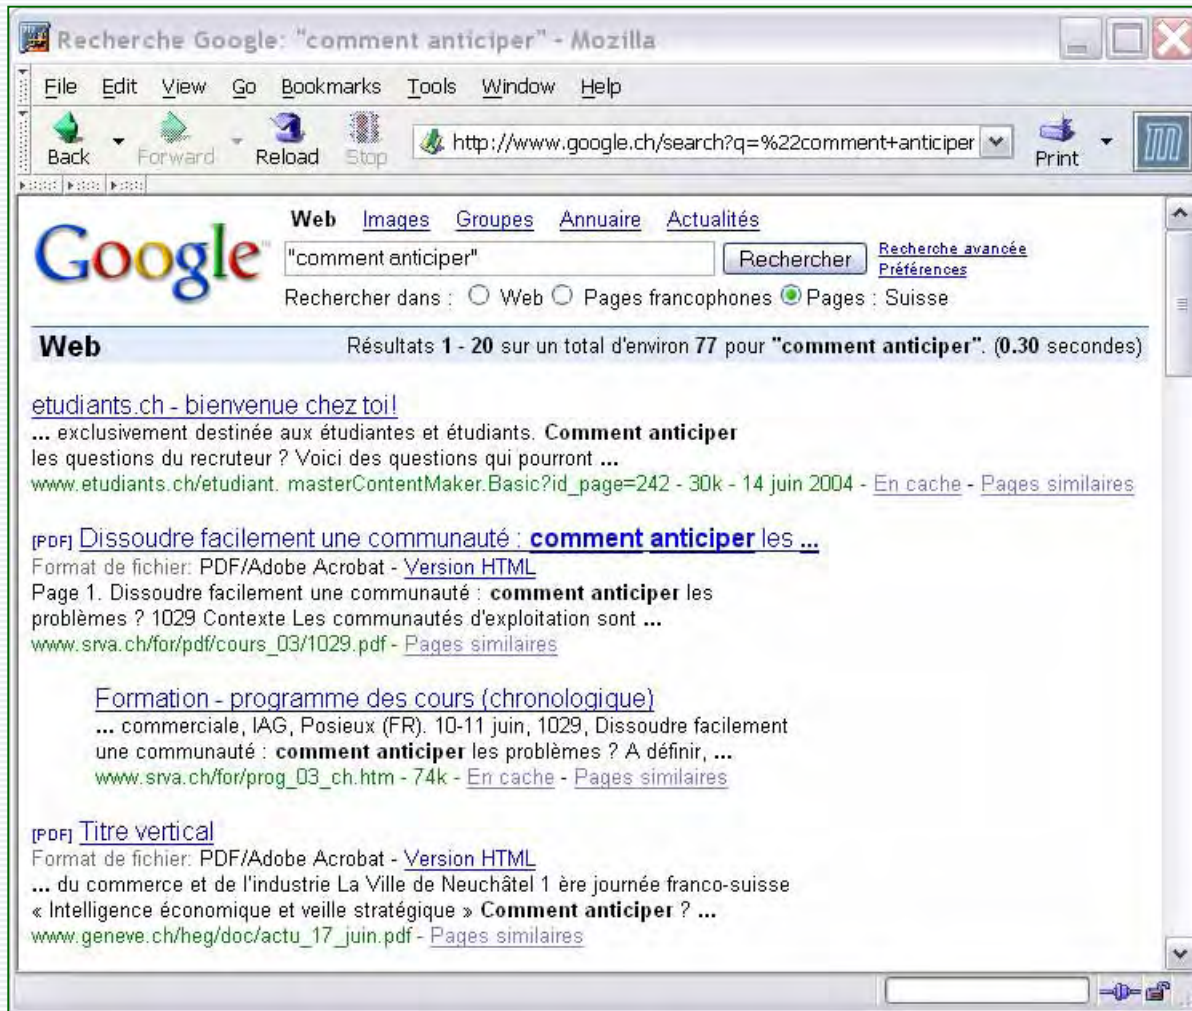 Recherche Google: "comment anticiper" - Mozilla
File Edit View Go Bookmarks Tools Window Help
Back Forward Reload Stop http://www.google.ch/search?q=%22comment+anticiper Print
Google™ Web Images Groupes Annuaire Actualités
"comment anticiper" Rechercher Recherche avancée
Préférences
Rechercher dans : Web Pages francophones Pages : Suisse
Web Résultats 1 - 20 sur un total d'environ 77 pour "comment anticiper". (0.30 secondes)
etudiants.ch - bienvenue chez toi!
... exclusivement destinée aux étudiantes et étudiants. Comment anticiper
les questions du recruteur ? Voici des questions qui pourront ...
www.etudiants.ch/etudiant. masterContentMaker.Basic?id_page=242 - 30k - 14 juin 2004 - En cache - Pages similaires
[PDF] Dissoudre facilement une communauté : comment anticiper les ...
Format de fichier: PDF/Adobe Acrobat - Version HTML
Page 1. Dissoudre facilement une communauté : comment anticiper les
problèmes ? 1029 Contexte Les communautés d'exploitation sont ...
www.srva.ch/for/pdf/cours_03/1029.pdf - Pages similaires
Formation - programme des cours (chronologique)
... commerciale, IAG, Posieux (FR). 10-11 juin, 1029, Dissoudre facilement
une communauté : comment anticiper les problèmes ? A définir, ...
www.srva.ch/for/prog_03_ch.htm - 74k - En cache - Pages similaires
[PDF] Titre vertical
Format de fichier: PDF/Adobe Acrobat - Version HTML
... du commerce et de l'industrie La Ville de Neuchâtel 1 ère journée franco-suisse
« Intelligence économique et veille stratégique » Comment anticiper ? ...
www.geneve.ch/heg/doc/actu_17_juin.pdf - Pages similaires